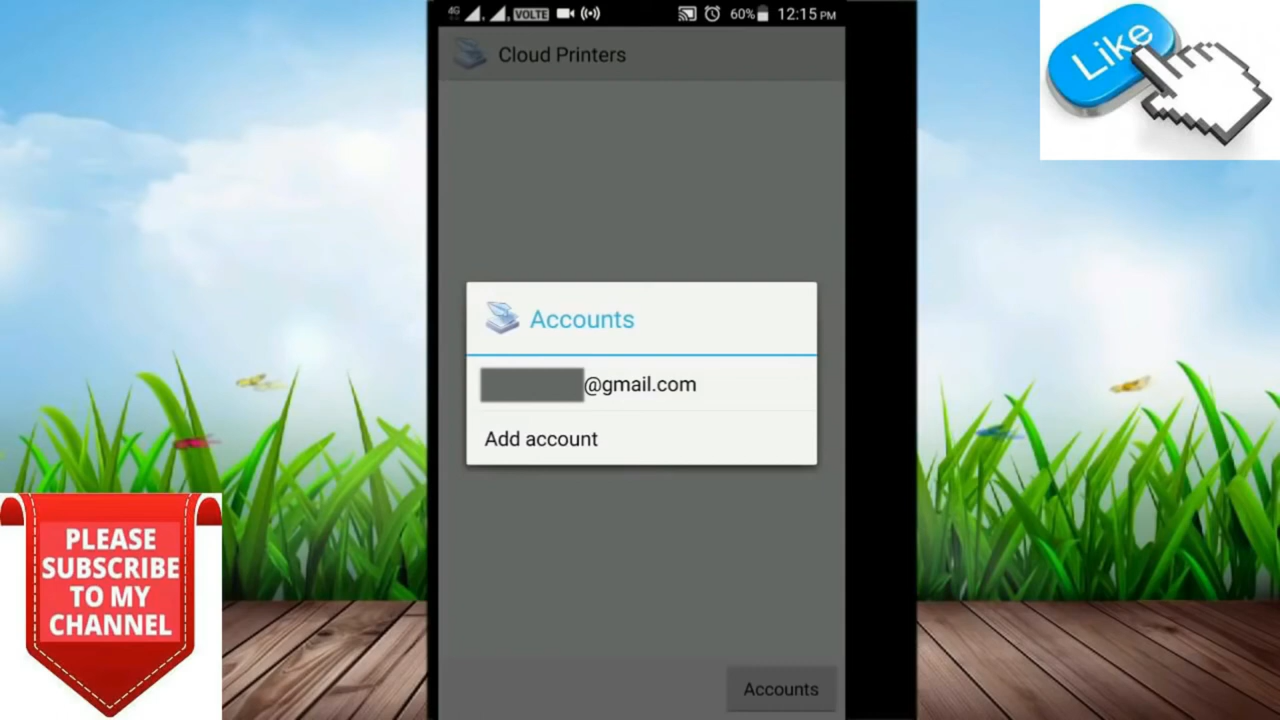 4G VOLTE 60% 12:15 PM
Cloud Printers
Like
Accounts
@gmail.com
Add account
PLEASE
SUBSCRIBE
TO MY
CHANNEL
Accounts